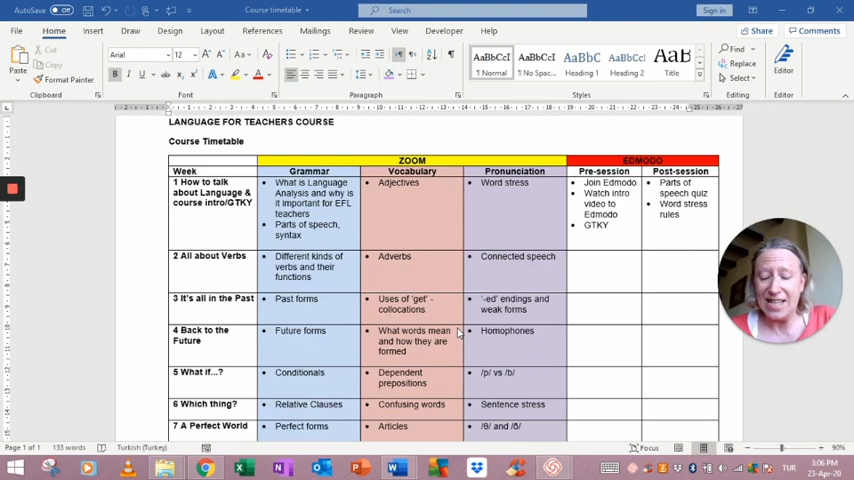 AutoSave Off
Course timetable
Search
Sign in
File Home Insert Draw Design Layout References Mailings Review View Developer Help
Share Comments
Paste
Cut
Copy
Format Painter
Clipboard
Arial 12
Font
Paragraph
AaBbCcI AaBbCcI AaBbC AaBbCcI AaB
¶ Normal ¶ No Spac... Heading 1 Heading 2 Title
Styles
Find
Replace
Select
Editing
Editor
Editor
LANGUAGE FOR TEACHERS COURSE
Course Timetable
ZOOM EDMODO
Week Grammar Vocabulary Pronunciation Pre-session Post-session
1 How to talk about Language & course intro/GTKY
• What is Language Analysis and why is it important for EFL teachers
• Parts of speech, syntax
• Adjectives
• Word stress
• Join Edmodo
• Watch intro video to Edmodo
• GTKY
• Parts of speech quiz
• Word stress rules
2 All about Verbs
• Different kinds of verbs and their functions
• Adverbs
• Connected speech
3 It's all in the Past
• Past forms
• Uses of 'get' - collocations
• '-ed' endings and weak forms
4 Back to the Future
• Future forms
• What words mean and how they are formed
• Homophones
5 What if...?
• Conditionals
• Dependent prepositions
• /p/ vs /b/
6 Which thing?
• Relative Clauses
• Confusing words
• Sentence stress
7 A Perfect World
• Perfect forms
• Articles
• /θ/ and /ð/
Page 1 of 1 133 words Turkish (Turkey) Focus 90%
TUR
3:06 PM
23-Apr-20